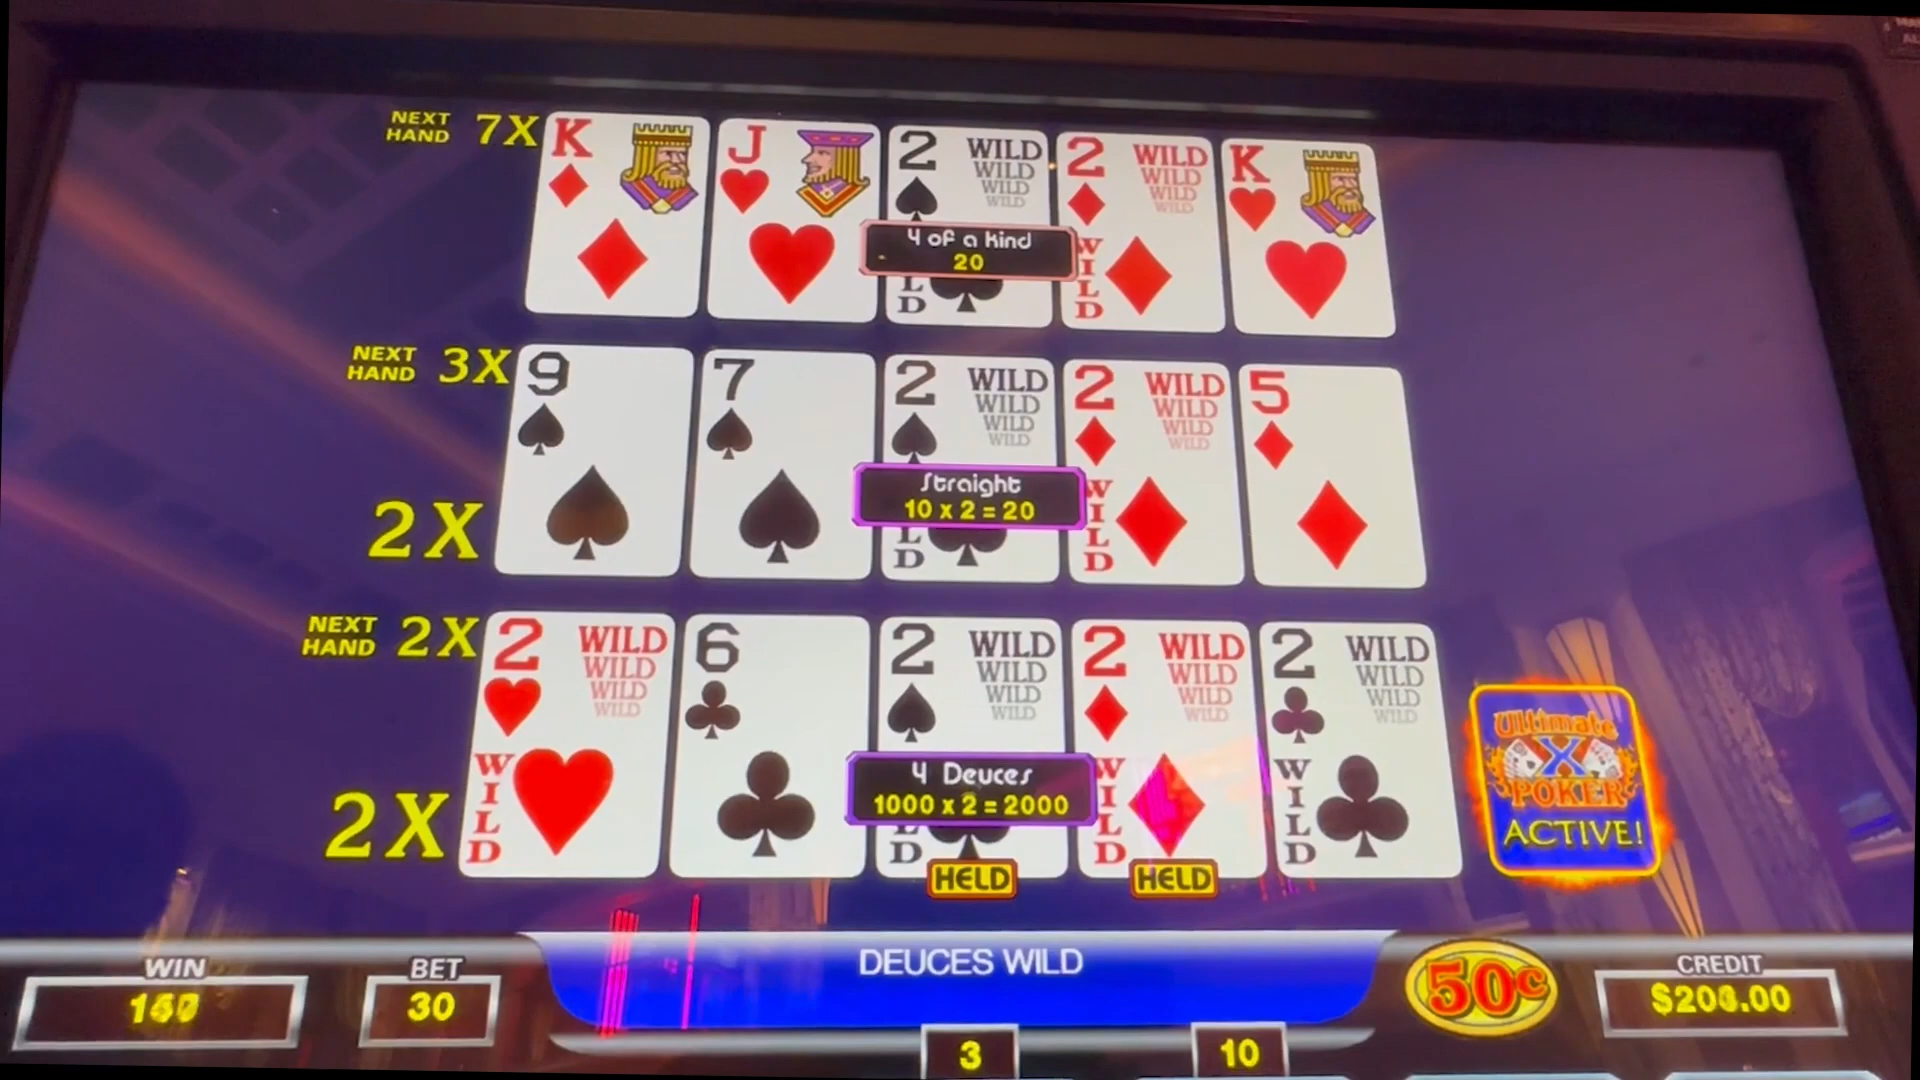 NEXT HAND 7X
K J 2 WILD WILD WILD WILD 2 WILD WILD WILD WILD K
4 of a kind
20
LD WILD
NEXT HAND 3X
9 7 2 WILD WILD WILD WILD 2 WILD WILD WILD WILD 5
2X
Straight
10 x 2 = 20
LD WILD
NEXT HAND 2X
2 WILD WILD WILD WILD 6 2 WILD WILD WILD WILD 2 WILD WILD WILD WILD 2 WILD WILD WILD WILD
2X
WILD
4 Deuces
1000 x 2 = 2000
LD WILD WILD
HELD HELD
Ultimate
X
POKER
ACTIVE!
WIN
BET
30
DEUCES WILD
50¢
CREDIT
3
10